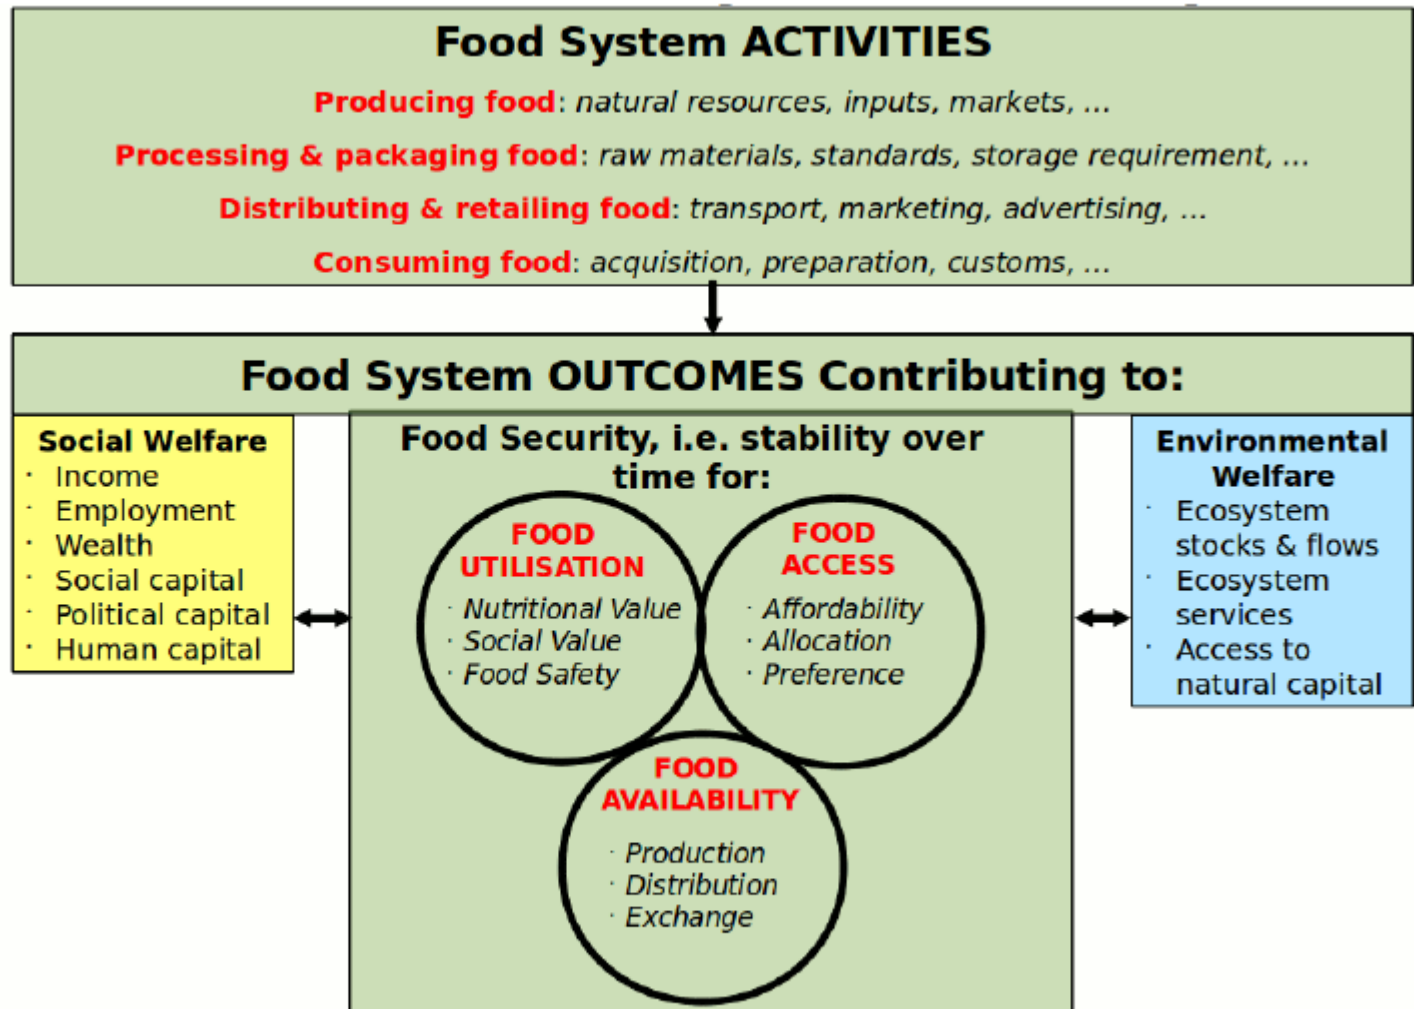 Food System ACTIVITIES
Producing food: natural resources, inputs, markets, ...
Processing & packaging food: raw materials, standards, storage requirement, ...
Distributing & retailing food: transport, marketing, advertising, ...
Consuming food: acquisition, preparation, customs, ...
Food System OUTCOMES Contributing to:
Social Welfare
· Income
· Employment
· Wealth
· Social capital
· Political capital
· Human capital
Food Security, i.e. stability over
time for:
FOOD
UTILISATION
· Nutritional Value
· Social Value
· Food Safety
FOOD
ACCESS
· Affordability
· Allocation
· Preference
FOOD
AVAILABILITY
· Production
· Distribution
· Exchange
Environmental
Welfare
· Ecosystem
stocks & flows
· Ecosystem
services
· Access to
natural capital